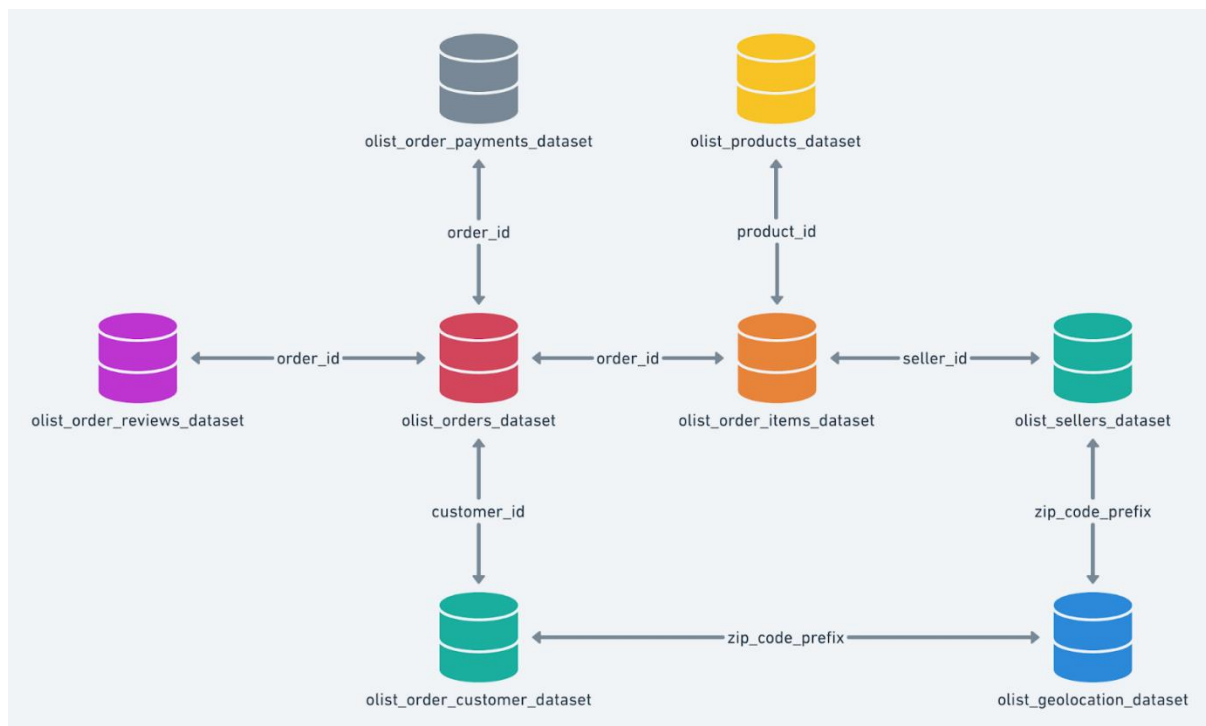 olist_order_payments_dataset
olist_products_dataset
order_id
product_id
order_id
order_id
seller_id
olist_order_reviews_dataset
olist_orders_dataset
olist_order_items_dataset
olist_sellers_dataset
customer_id
zip_code_prefix
zip_code_prefix
olist_order_customer_dataset
olist_geolocation_dataset